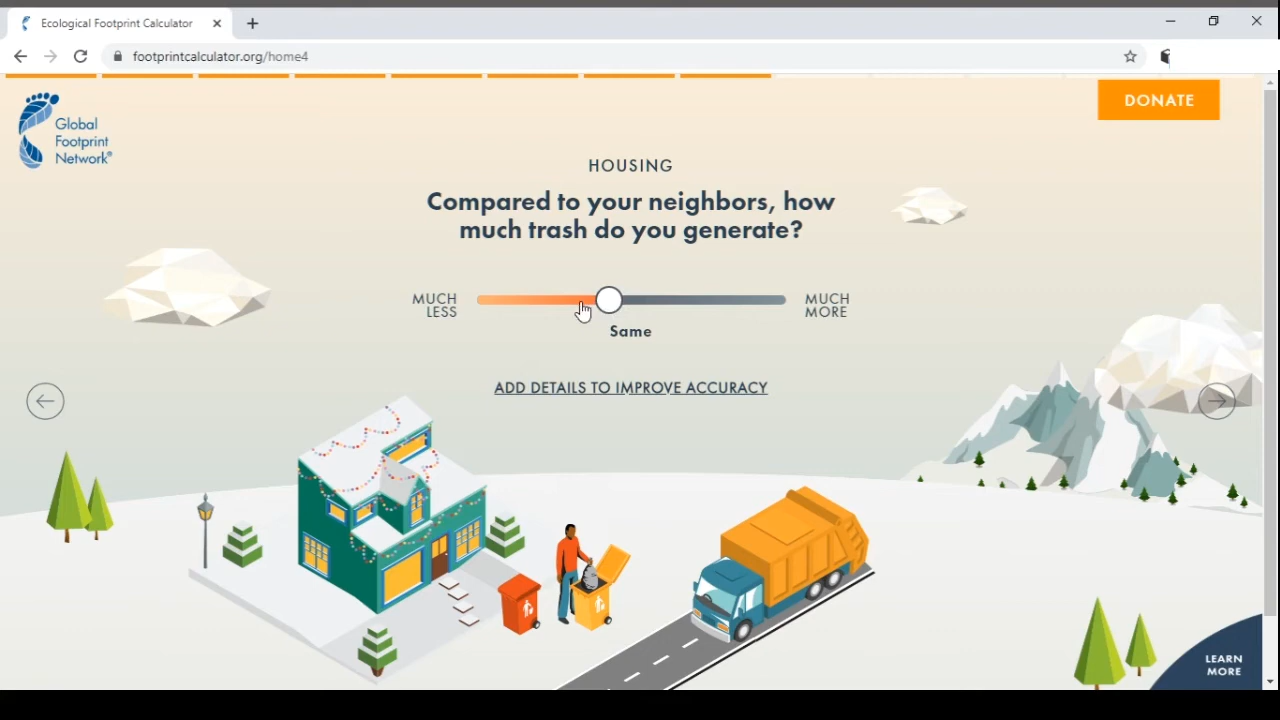 Ecological Footprint Calculator
footprintcalculator.org/home4
DONATE
Global
Footprint
Network®
HOUSING
Compared to your neighbors, how
much trash do you generate?
MUCH
LESS
MUCH
MORE
Same
ADD DETAILS TO IMPROVE ACCURACY
LEARN
MORE